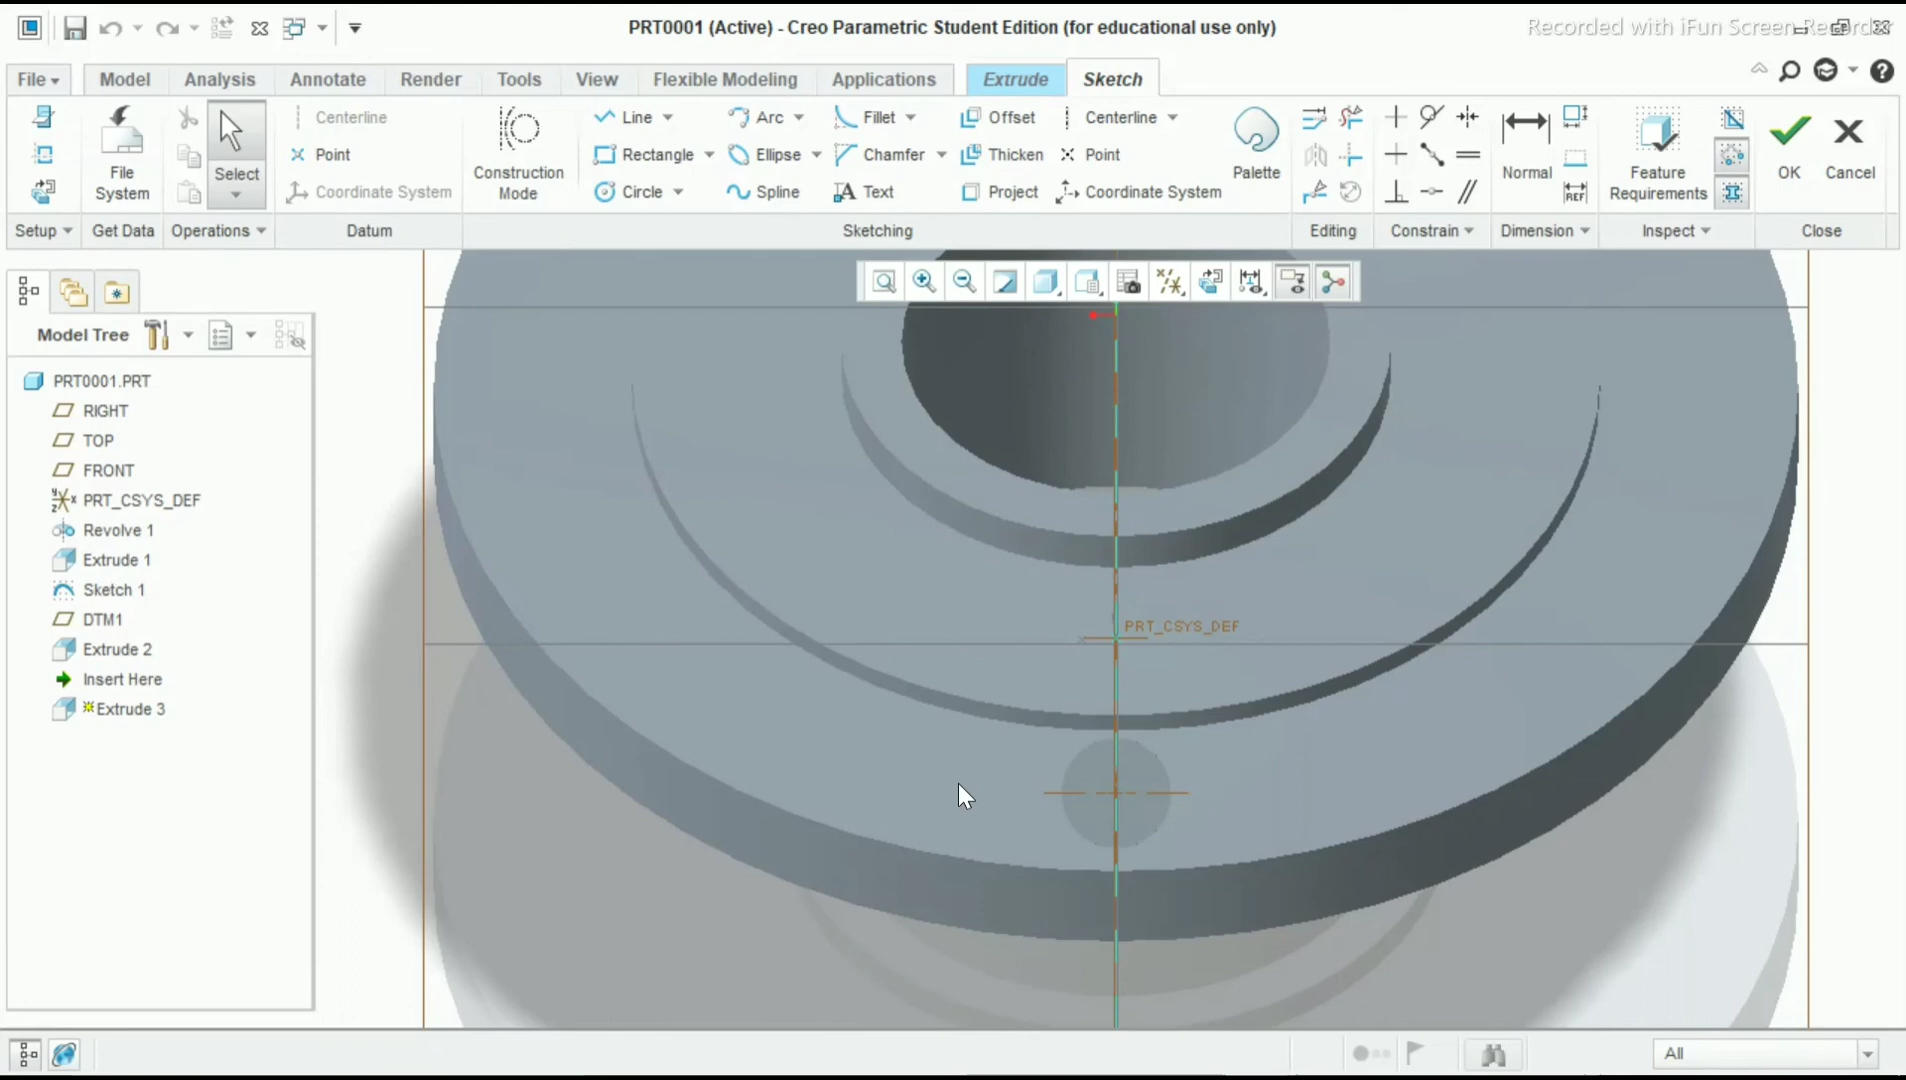 PRT0001 (Active) - Creo Parametric Student Edition (for educational use only)
Recorded with iFun Screen Recorder
File Model Analysis Annotate Render Tools View Flexible Modeling Applications Extrude Sketch
Centerline Line Arc Fillet Offset Centerline
Point Rectangle Ellipse Chamfer Thicken Point
File System Select Construction Mode Palette Normal Feature Requirements OK Cancel
Coordinate System Circle Spline Text Project Coordinate System REF
Setup Get Data Operations Datum Sketching Editing Constrain Dimension Inspect Close
Model Tree
PRT0001.PRT
RIGHT
TOP
FRONT
PRT_CSYS_DEF
Revolve 1
Extrude 1
Sketch 1
DTM1
Extrude 2
Insert Here
Extrude 3
PRT_CSYS_DEF
All